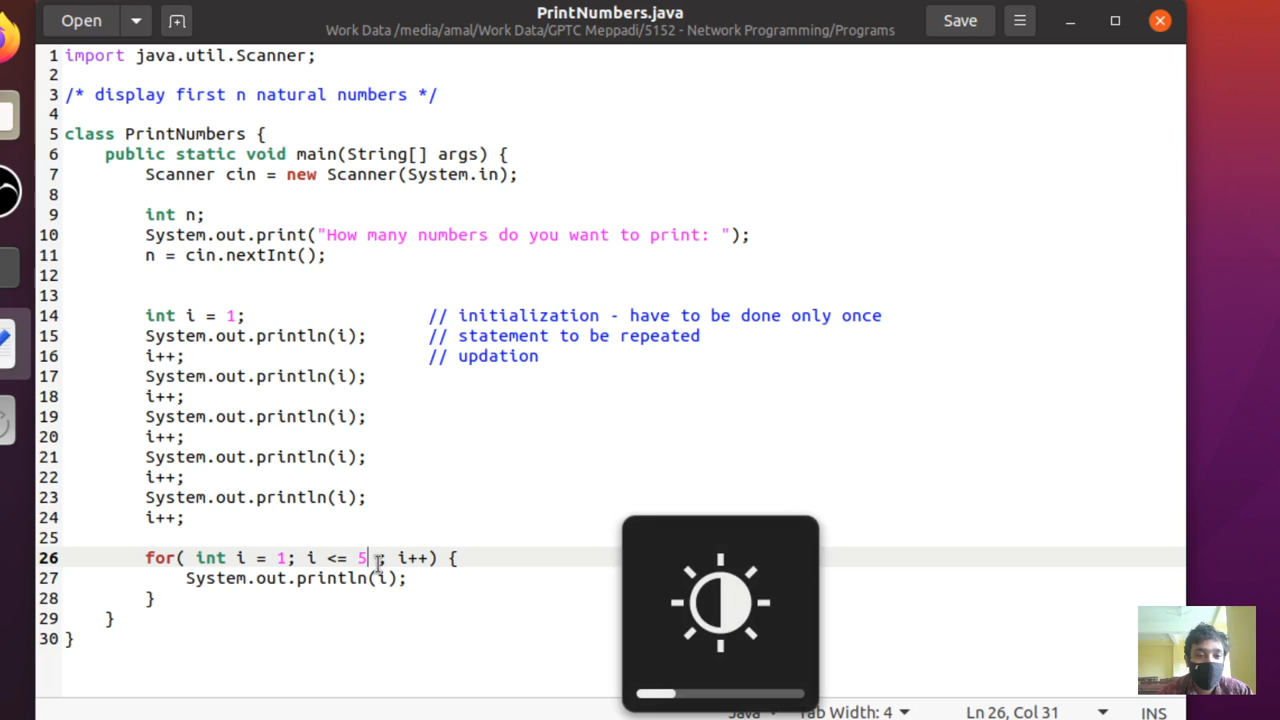 Open
PrintNumbers.java
Work Data /media/amal/Work Data/GPTC Meppadi/5152 - Network Programming/Programs
Save
1 import java.util.Scanner;
2
3 /* display first n natural numbers */
4
5 class PrintNumbers {
6 public static void main(String[] args) {
7 Scanner cin = new Scanner(System.in);
8
9 int n;
10 System.out.print("How many numbers do you want to print: ");
11 n = cin.nextInt();
12
13
14 int i = 1; // initialization - have to be done only once
15 System.out.println(i); // statement to be repeated
16 i++; // updation
17 System.out.println(i);
18 i++;
19 System.out.println(i);
20 i++;
21 System.out.println(i);
22 i++;
23 System.out.println(i);
24 i++;
25
26 for( int i = 1; i <= 5 ; i++) {
27 System.out.println(i);
28 }
29 }
30 }
Java Tab Width: 4 Ln 26, Col 31 INS